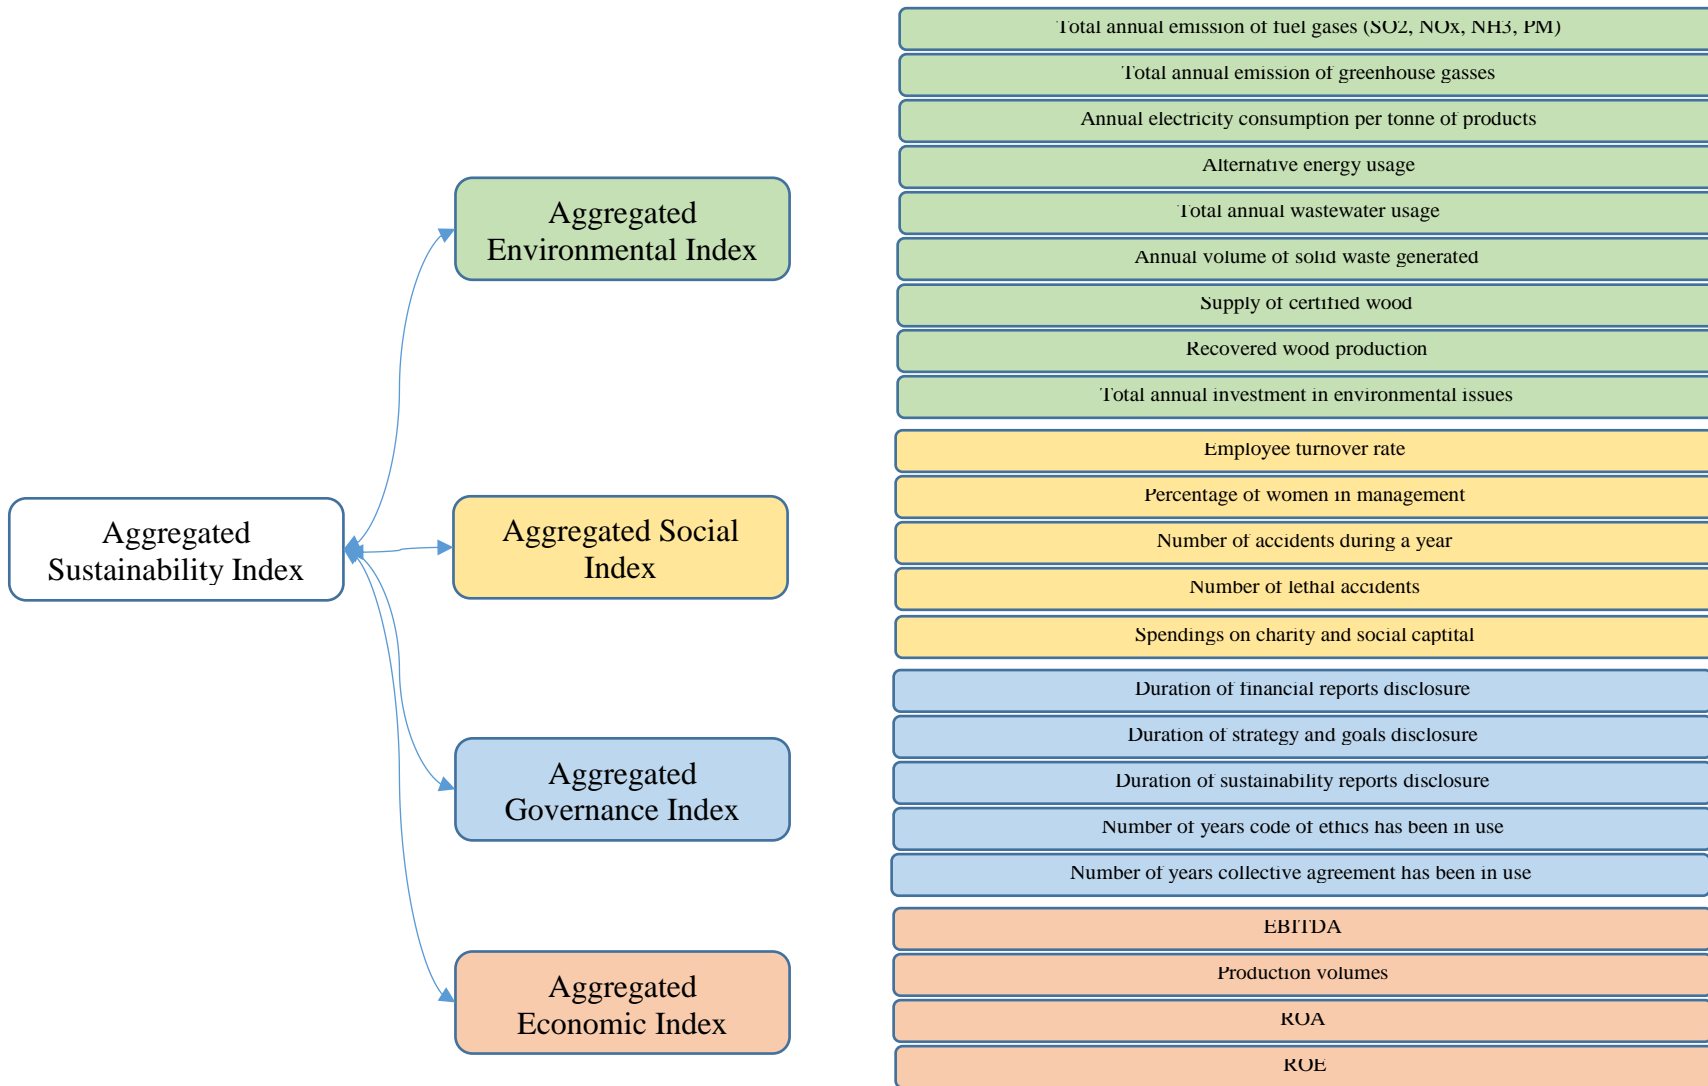 Total annual emission of fuel gases (SO2, NOx, NH3, PM)
Total annual emission of greenhouse gasses
Annual electricity consumption per tonne of products
Alternative energy usage
Total annual wastewater usage
Annual volume of solid waste generated
Supply of certified wood
Recovered wood production
Total annual investment in environmental issues
Employee turnover rate
Percentage of women in management
Number of accidents during a year
Number of lethal accidents
Spendings on charity and social captital
Duration of financial reports disclosure
Duration of strategy and goals disclosure
Duration of sustainability reports disclosure
Number of years code of ethics has been in use
Number of years collective agreement has been in use
EBITDA
Production volumes
ROA
ROE
Aggregated
Environmental Index
Aggregated Social
Index
Aggregated
Governance Index
Aggregated
Economic Index
Aggregated
Sustainability Index